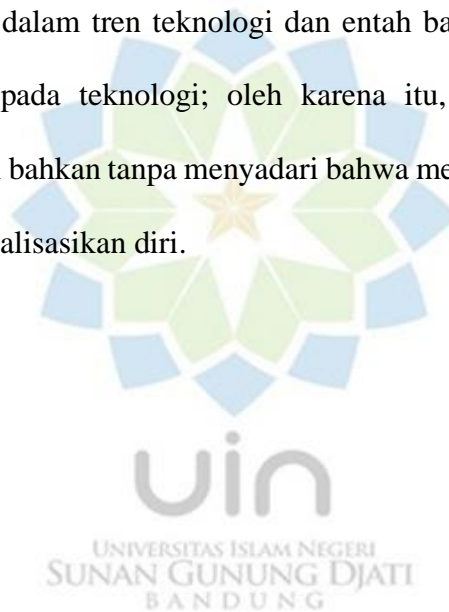 dalam tren teknologi dan entah ba
pada teknologi; oleh karena itu,
bahkan tanpa menyadari bahwa me
alisasikan diri.
uin
UNIVERSITAS ISLAM NEGERI
SUNAN GUNUNG DJATI
BANDUNG